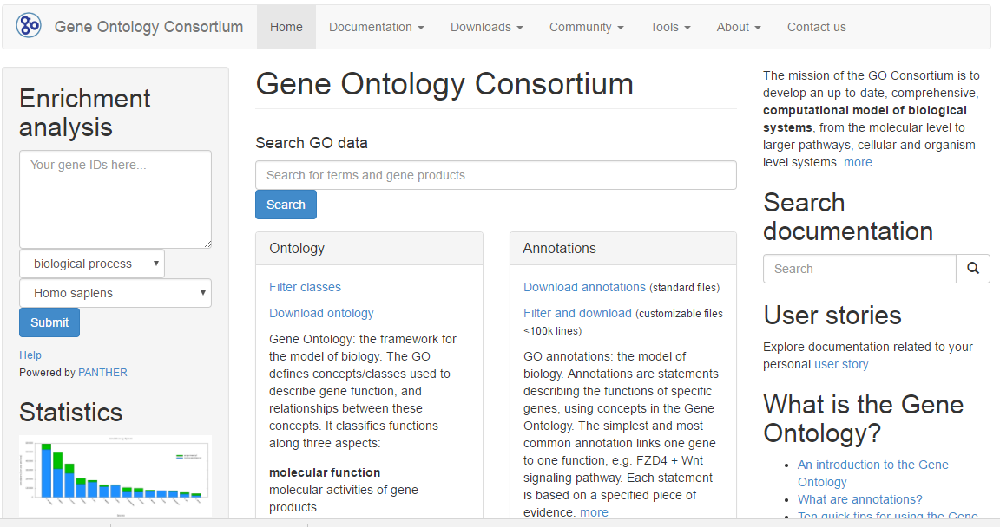 Gene Ontology Consortium
Home
Documentation
Downloads
Community
Tools
About
Contact us
Enrichment
analysis
Your gene IDs here...
biological process
Homo sapiens
Submit
Help
Powered by PANTHER
Statistics
Gene Ontology Consortium
Search GO data
Search for terms and gene products...
Search
Ontology
Filter classes
Download ontology
Gene Ontology: the framework for
the model of biology. The GO
defines concepts/classes used to
describe gene function, and
relationships between these
concepts. It classifies functions
along three aspects:
molecular function
molecular activities of gene
products
Annotations
Download annotations (standard files)
Filter and download (customizable files
<100k lines)
GO annotations: the model of
biology. Annotations are statements
describing the functions of specific
genes, using concepts in the Gene
Ontology. The simplest and most
common annotation links one gene
to one function, e.g. FZD4 + Wnt
signaling pathway. Each statement
is based on a specified piece of
evidence. more
The mission of the GO Consortium is to
develop an up-to-date, comprehensive,
computational model of biological
systems, from the molecular level to
larger pathways, cellular and organism-
level systems. more
Search
documentation
Search
User stories
Explore documentation related to your
personal user story.
What is the Gene
Ontology?
An introduction to the Gene
Ontology
What are annotations?
Ten quick tips for using the Gene